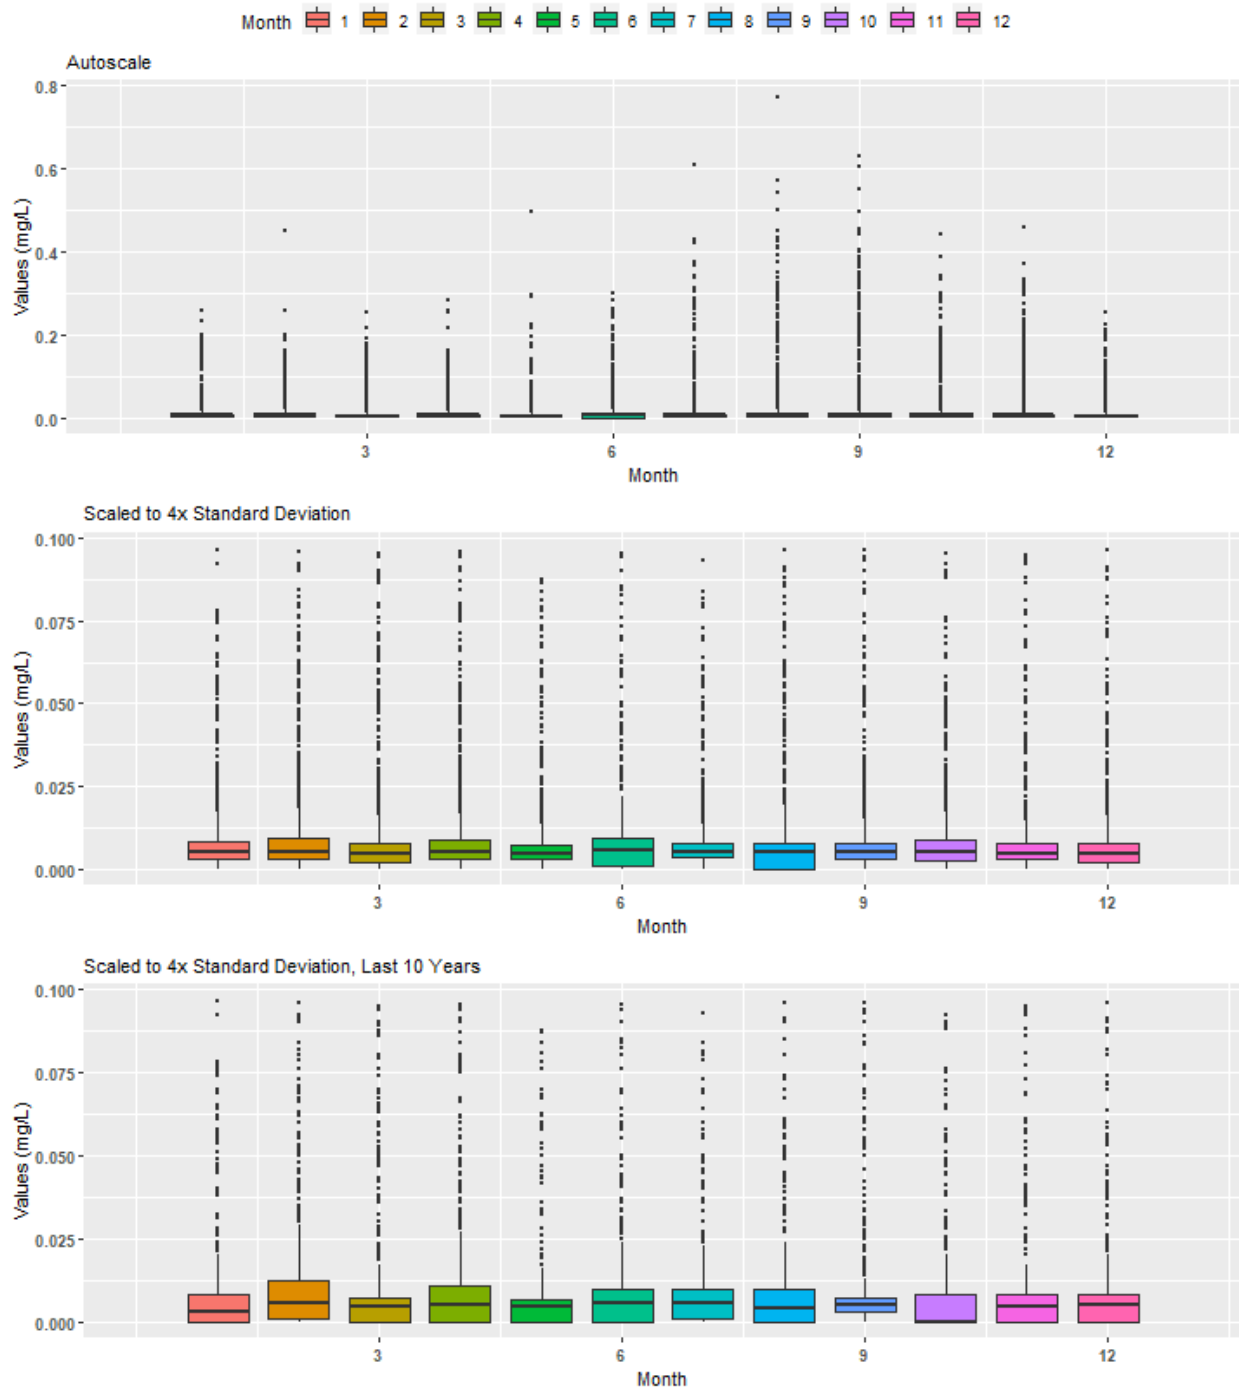 Month 1 2 3 4 5 6 7 8 9 10 11 12
Autoscale
Values (mg/L)
0.8
0.6
0.4
0.2
0.0
3 6 9 12
Month
Scaled to 4x Standard Deviation
Values (mg/L)
0.100
0.075
0.050
0.025
0.000
3 6 9 12
Month
Scaled to 4x Standard Deviation, Last 10 Years
Values (mg/L)
0.100
0.075
0.050
0.025
0.000
3 6 9 12
Month